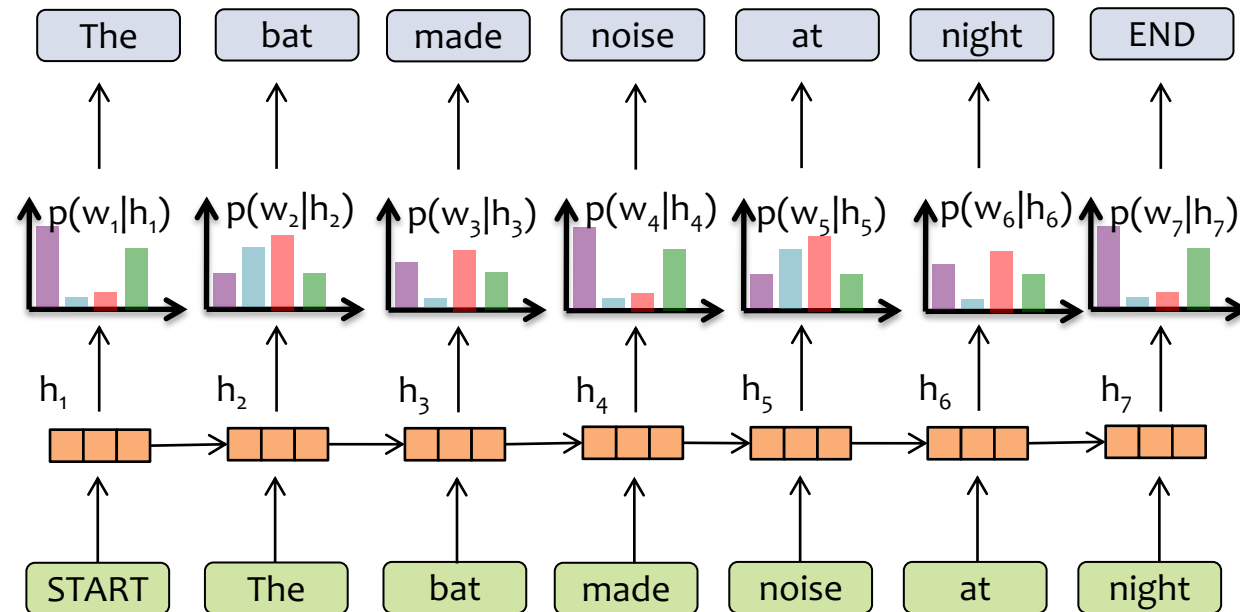 The bat made noise at night END
p(w₁|h₁) p(w₂|h₂) p(w₃|h₃) p(w₄|h₄) p(w₅|h₅) p(w₆|h₆) p(w₇|h₇)
h₁ h₂ h₃ h₄ h₅ h₆ h₇
START The bat made noise at night